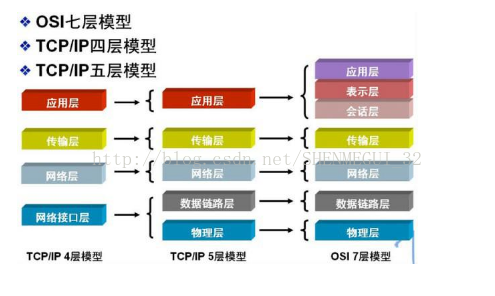 OSI七层模型
TCP/IP四层模型
TCP/IP五层模型
应用层 应用层 应用层
表示层
会话层
传输层 传输层 传输层
http://blog.csdn.net/SHENMEGUI_32
网络层 网络层 网络层
网络接口层 数据链路层 数据链路层
物理层 物理层
TCP/IP 4层模型 TCP/IP 5层模型 OSI 7层模型